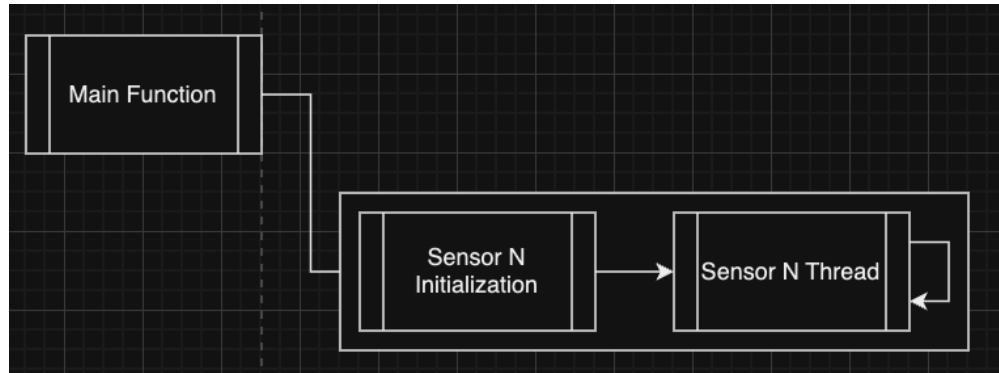 Main Function
Sensor N
Initialization
Sensor N Thread